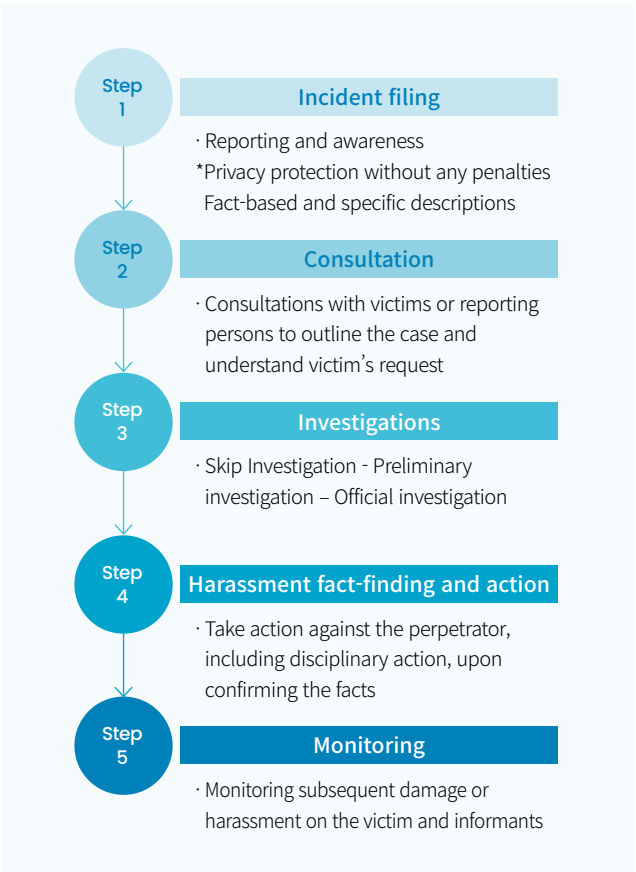 Step
1
Incident filing
· Reporting and awareness
*Privacy protection without any penalties
Fact-based and specific descriptions
Step
2
Consultation
· Consultations with victims or reporting
persons to outline the case and
understand victim's request
Step
3
Investigations
· Skip Investigation - Preliminary
investigation – Official investigation
Step
4
Harassment fact-finding and action
· Take action against the perpetrator,
including disciplinary action, upon
confirming the facts
Step
5
Monitoring
· Monitoring subsequent damage or
harassment on the victim and informants